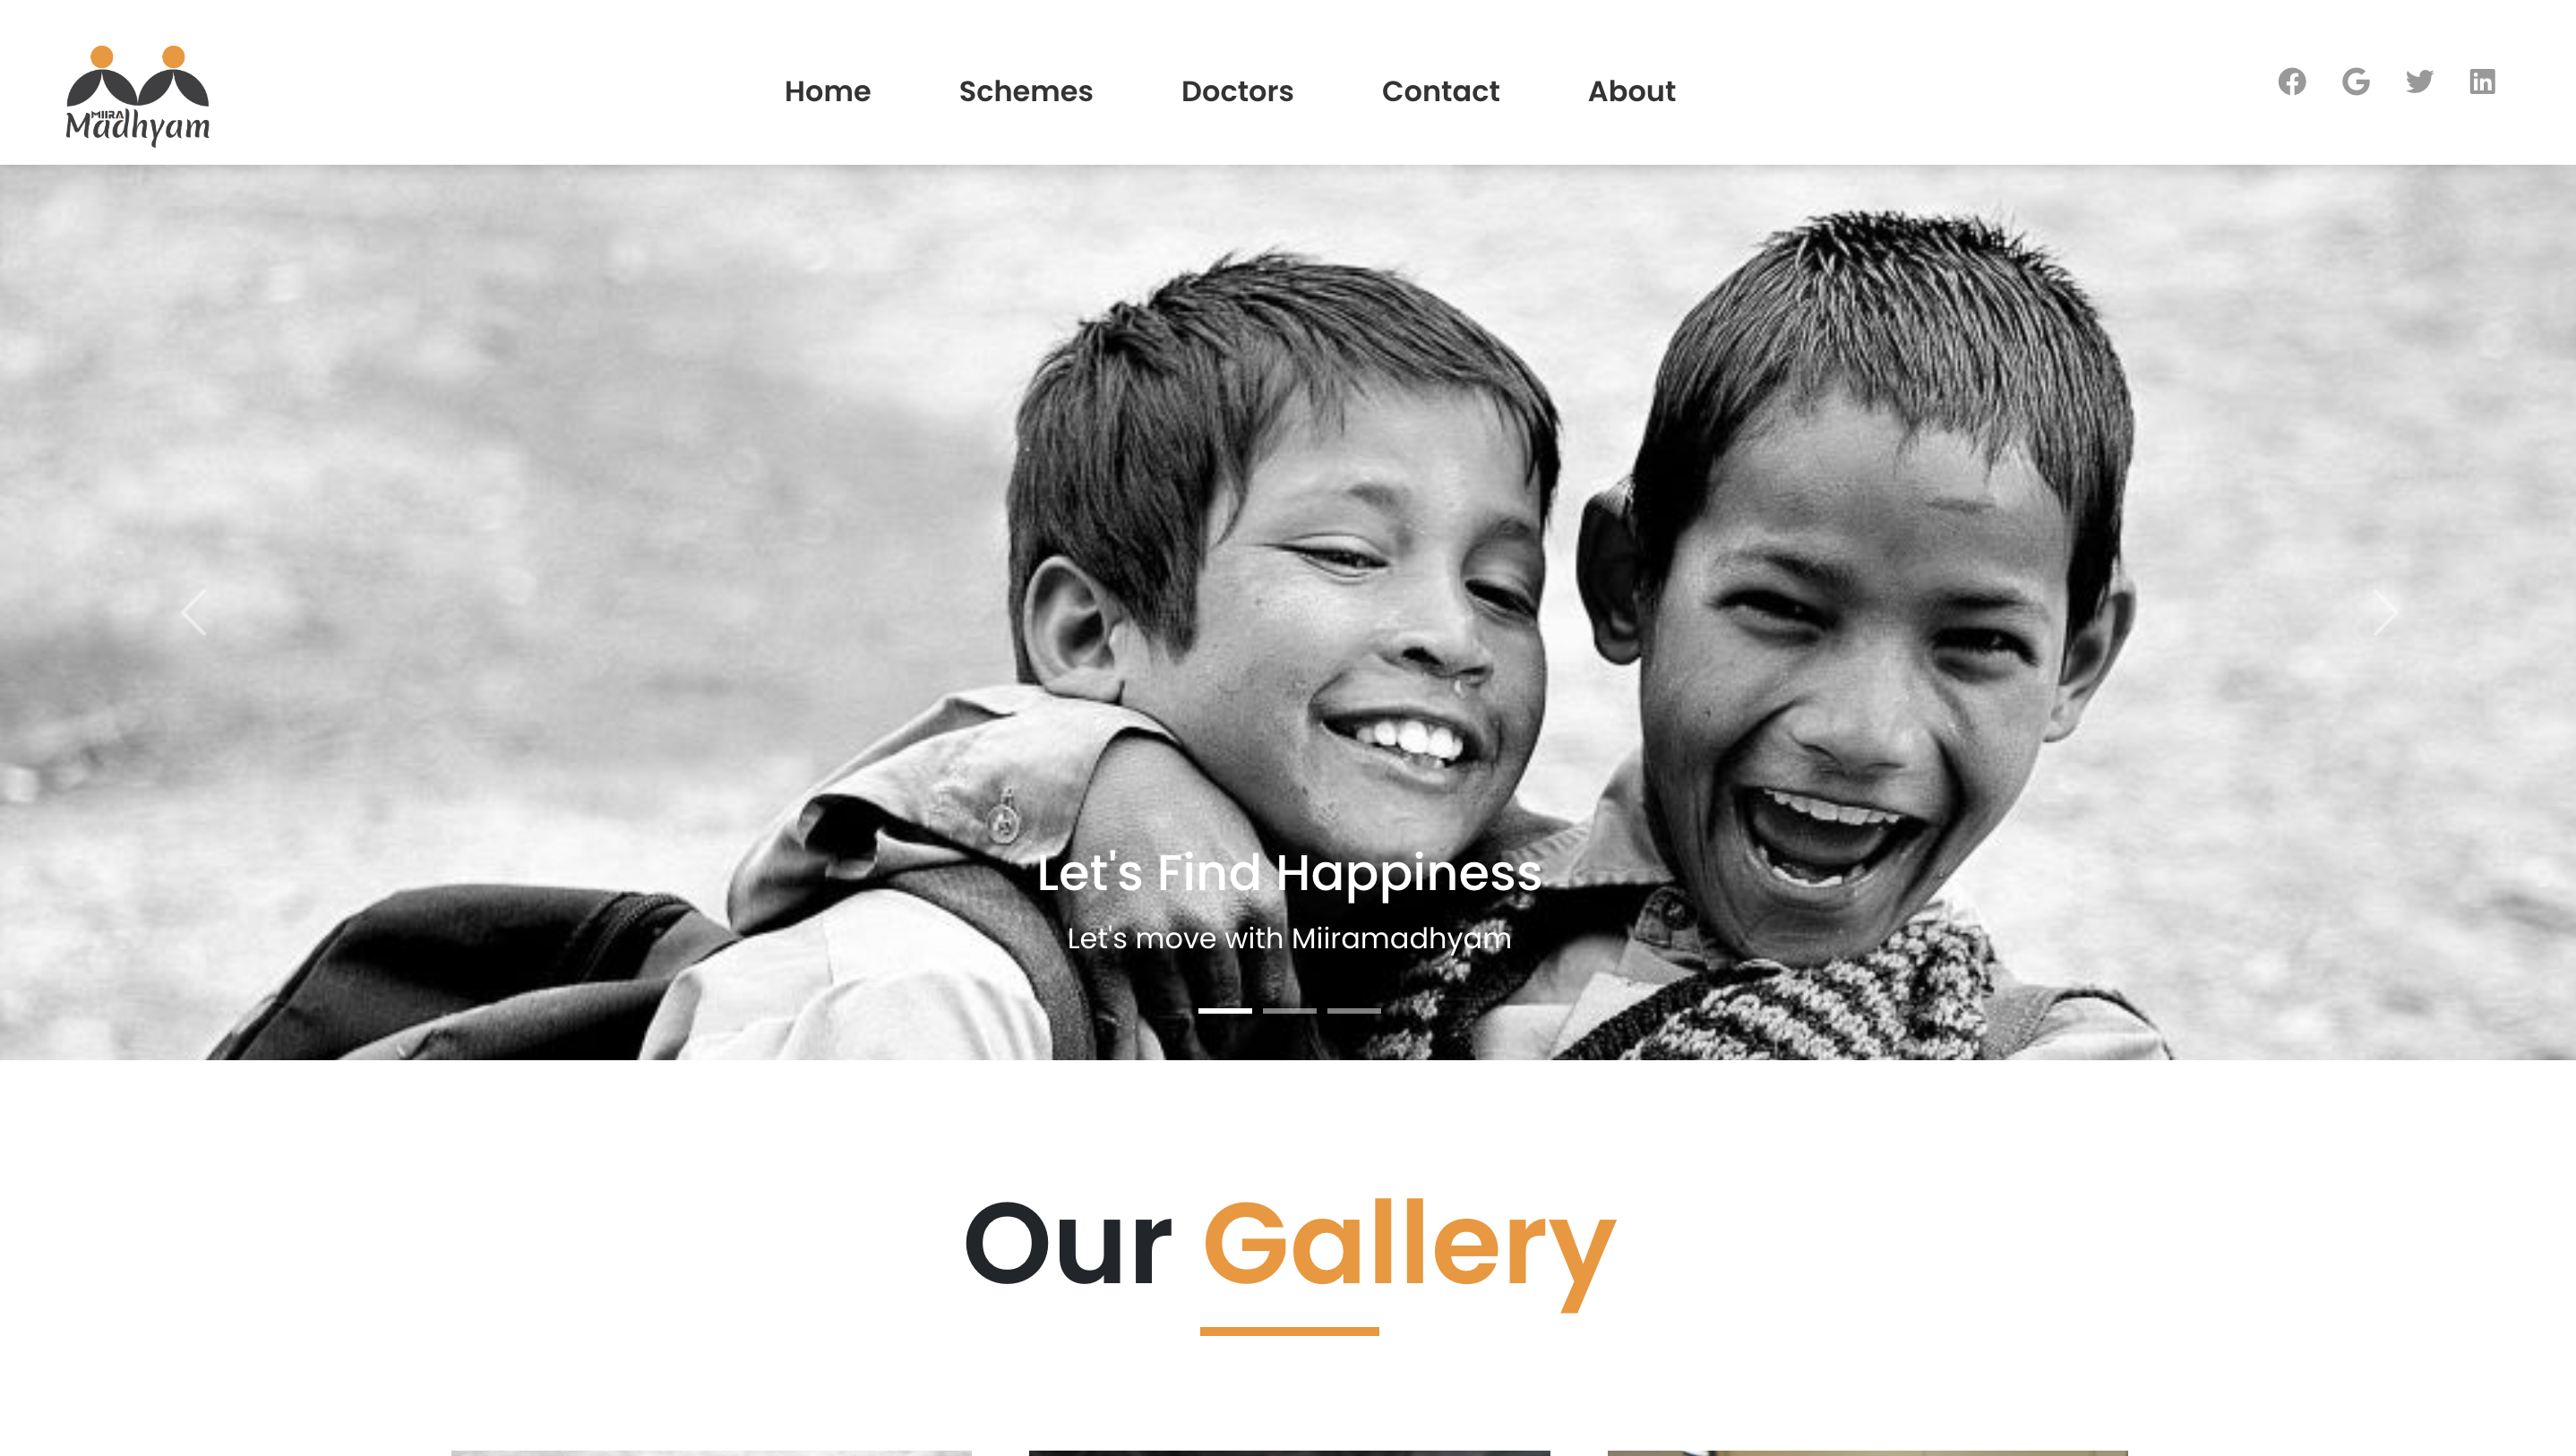 MIIRA
Madhyam
Home Schemes Doctors Contact About
Let's Find Happiness
Let's move with Miiramadhyam
Our Gallery